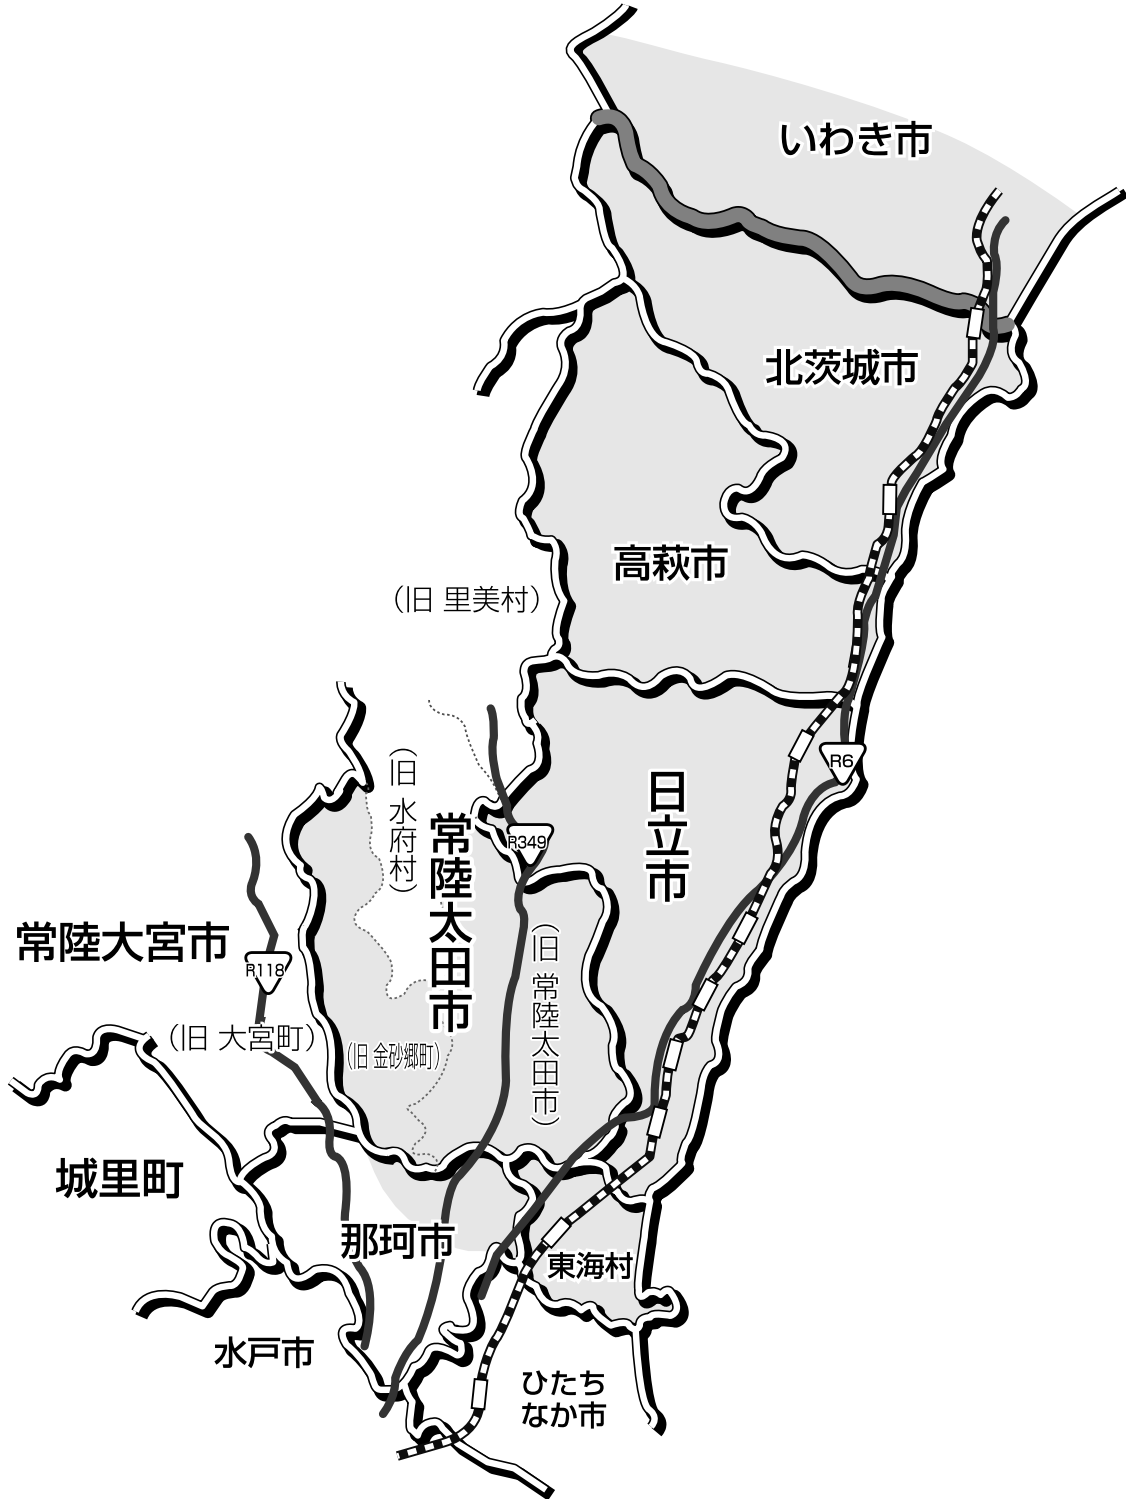 いわき市
北茨城市
高萩市
（旧 里美村）
R6
日立市
（旧 水府村）
常陸太田市
R349
常陸大宮市
R118
（旧 常陸太田市）
（旧 大宮町）
（旧 金砂郷町）
城里町
那珂市
東海村
水戸市
ひたち
なか市